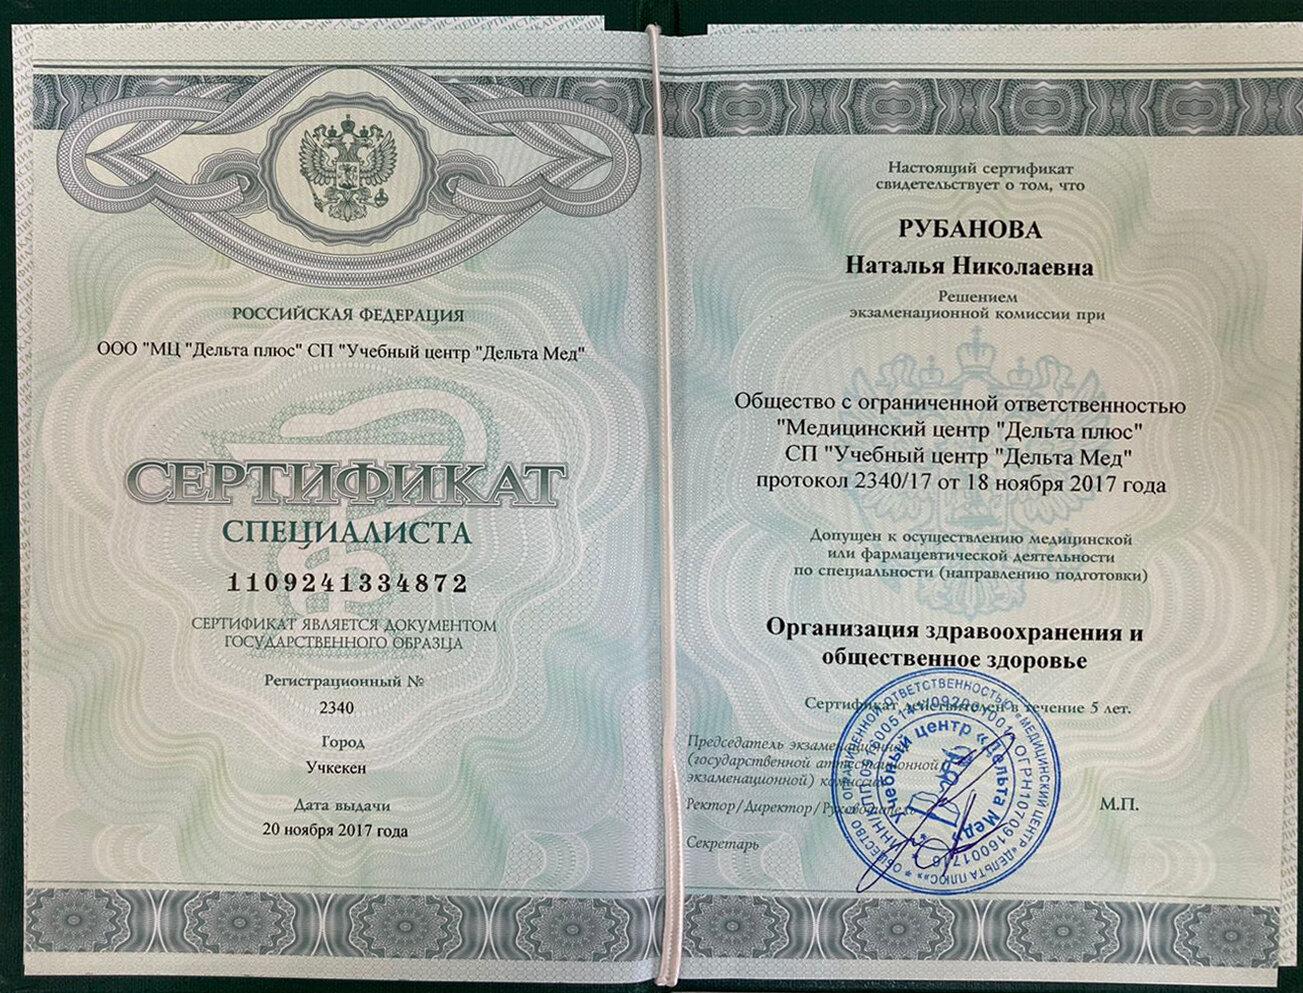 РОССИЙСКАЯ ФЕДЕРАЦИЯ
ООО "МЦ "Дельта плюс" СП "Учебный центр "Дельта Мед"
СЕРТИФИКАТ
СПЕЦИАЛИСТА
1109241334872
СЕРТИФИКАТ ЯВЛЯЕТСЯ ДОКУМЕНТОМ
ГОСУДАРСТВЕННОГО ОБРАЗЦА
Регистрационный №
2340
Город
Учкекен
Дата выдачи
20 ноября 2017 года
Настоящий сертификат
свидетельствует о том, что
РУБАНОВА
Наталья Николаевна
Решением
экзаменационной комиссии при
Общество с ограниченной ответственностью
"Медицинский центр "Дельта плюс"
СП "Учебный центр "Дельта Мед"
протокол 2340/17 от 18 ноября 2017 года
Допущен к осуществлению медицинской
или фармацевтической деятельности
по специальности (направлению подготовки)
Организация здравоохранения и
общественное здоровье
Сертификат действителен в течение 5 лет.
Председатель экзаменационной
(государственной аттестационной
экзаменационной) комиссии
Ректор/Директор/Руководитель
М.П.
Секретарь
Учебный центр «Дельта Мед»